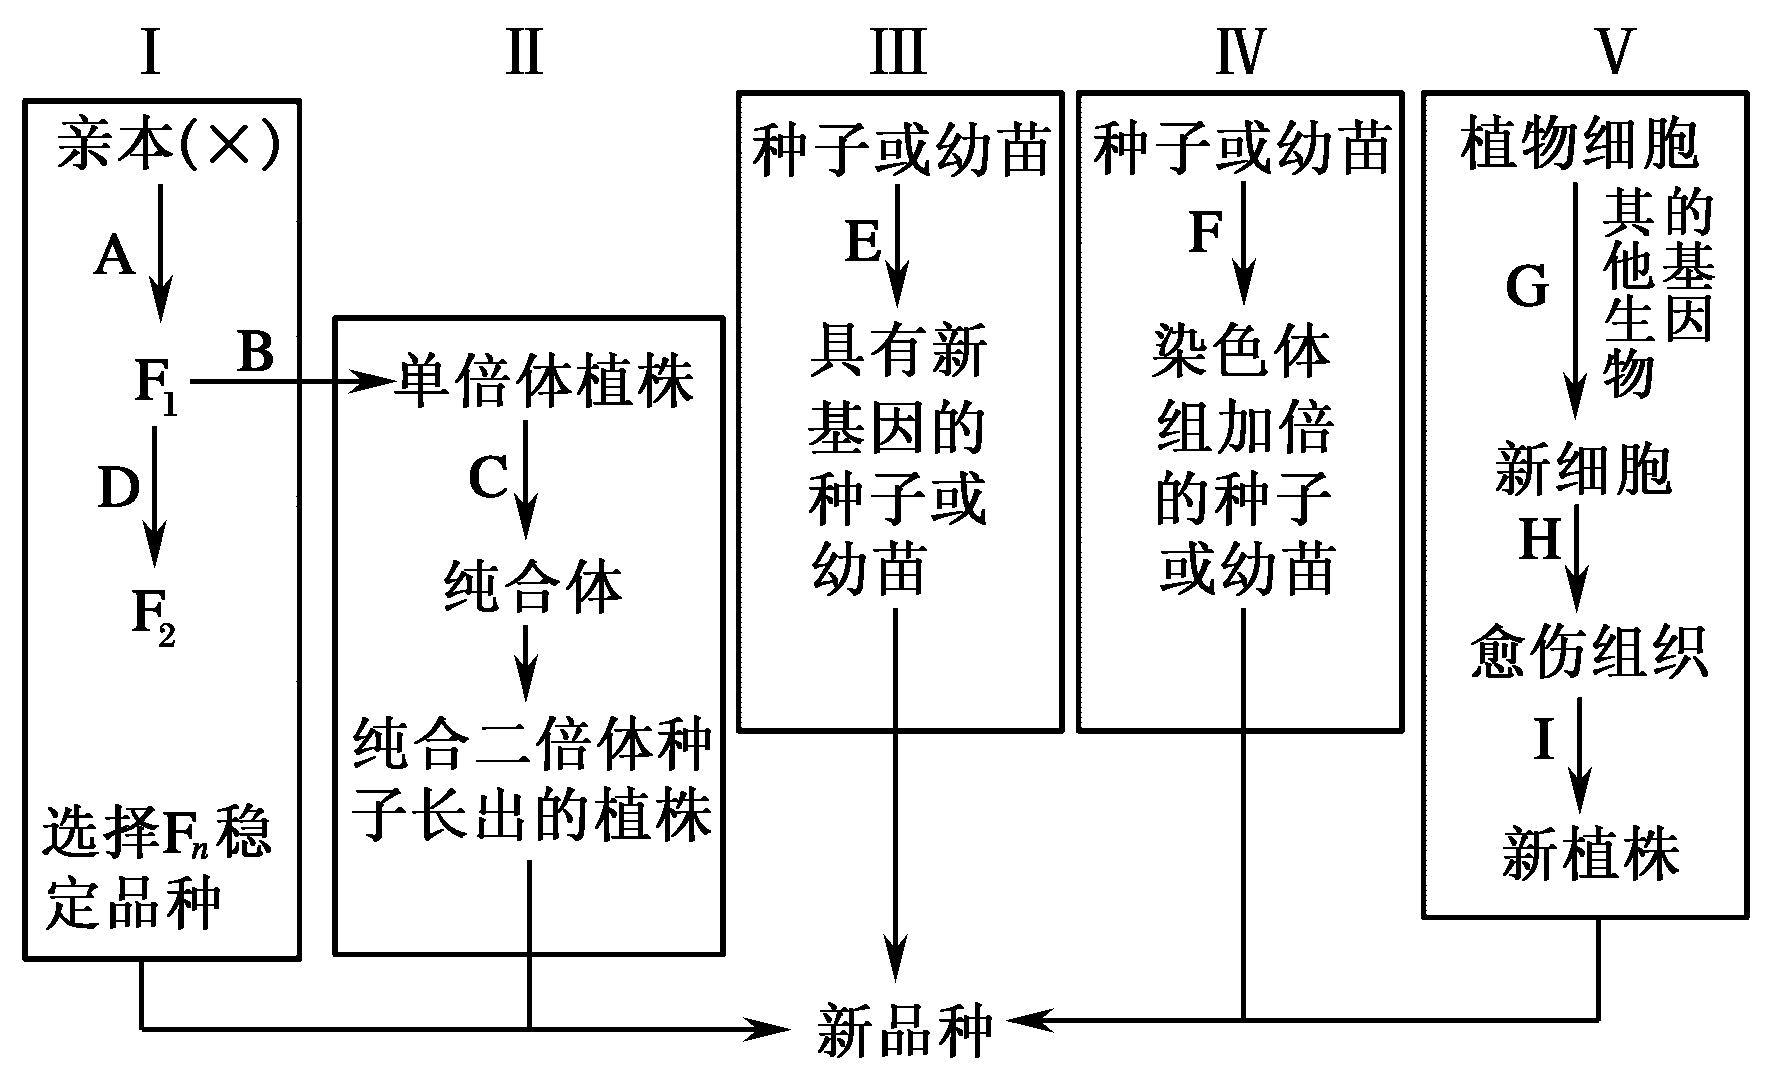 Ⅰ
Ⅱ
Ⅲ
Ⅳ
Ⅴ
亲本(×)
A
F₁
B
D
F₂
选择Fₙ稳
定品种
单倍体植株
C
纯合体
纯合二倍体种
子长出的植株
种子或幼苗
E
具有新
基因的
种子或
幼苗
种子或幼苗
F
染色体
组加倍
的种子
或幼苗
植物细胞
G
其他生物
的基因
新细胞
H
愈伤组织
I
新植株
新品种